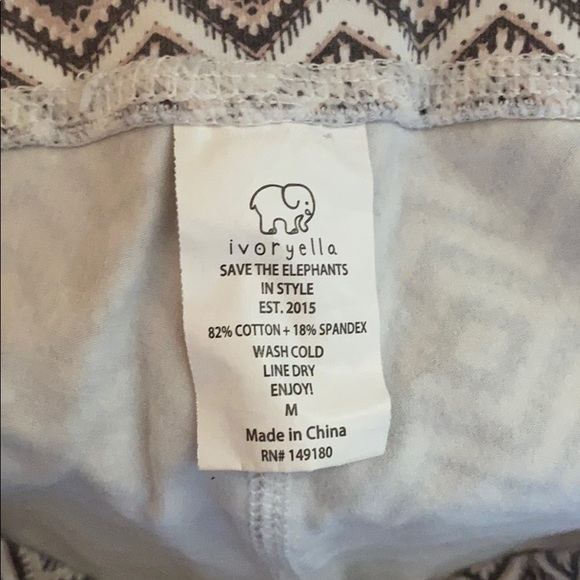 ivoryella
SAVE THE ELEPHANTS
IN STYLE
EST. 2015
82% COTTON + 18% SPANDEX
WASH COLD
LINE DRY
ENJOY!
M
Made in China
RN# 149180